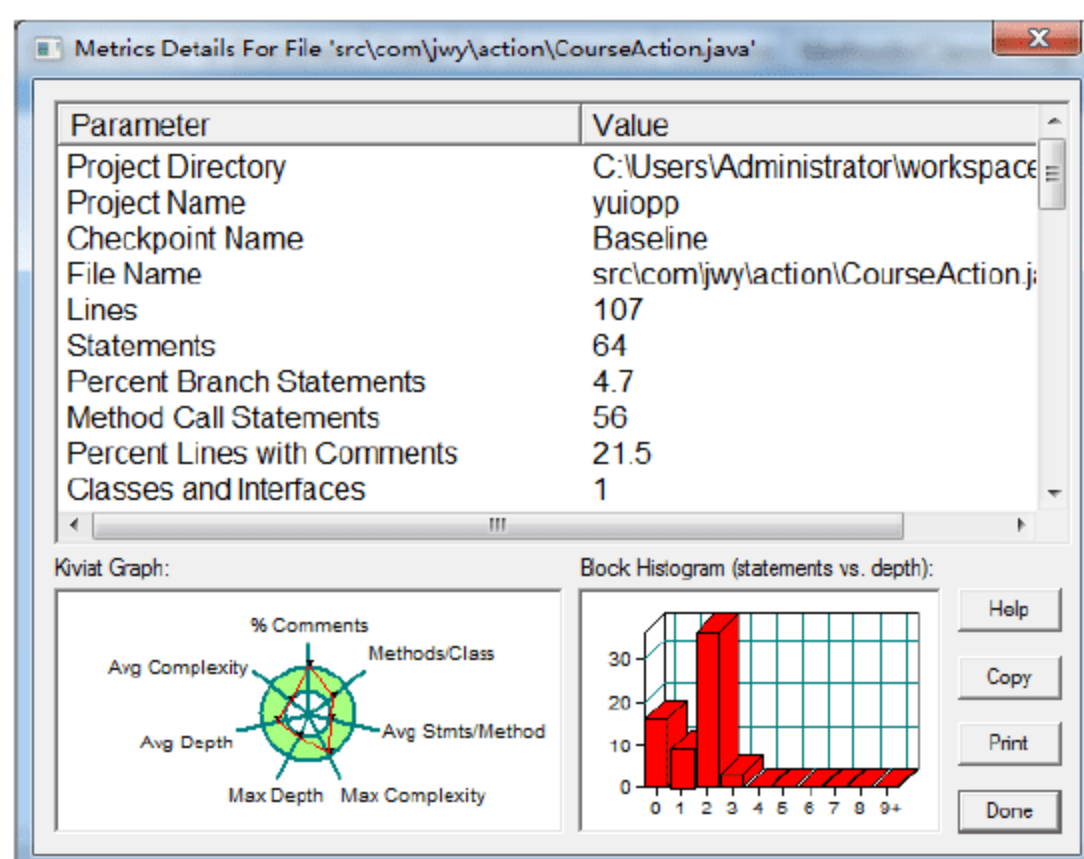 Metrics Details For File 'src\com\jwy\action\CourseAction.java'
Parameter Value
Project Directory C:\Users\Administrator\workspace
Project Name yuiopp
Checkpoint Name Baseline
File Name src\com\jwy\action\CourseAction.j
Lines 107
Statements 64
Percent Branch Statements 4.7
Method Call Statements 56
Percent Lines with Comments 21.5
Classes and Interfaces 1
Kiviat Graph:
% Comments
Methods/Class
Avg Complexity
Avg Stmts/Method
Avg Depth
Max Depth Max Complexity
Block Histogram (statements vs. depth):
30
20
10
0
0 1 2 3 4 5 6 7 8 9+
Help
Copy
Print
Done